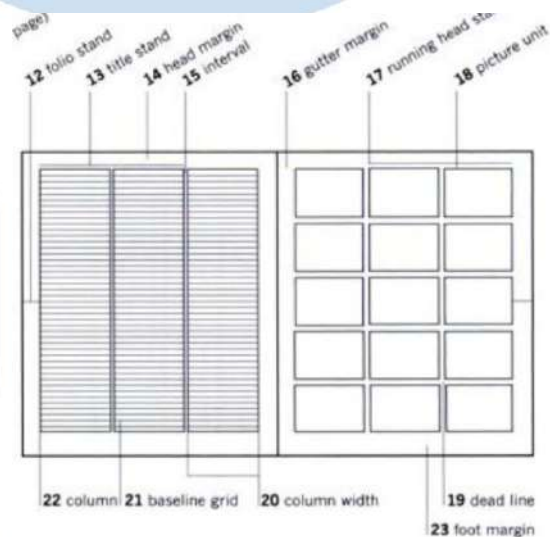 page)
12 folio stand
13 title stand
14 head margin
15 interval
16 gutter margin
17 running head
18 picture unit
22 column
21 baseline grid
20 column width
19 dead line
23 foot margin